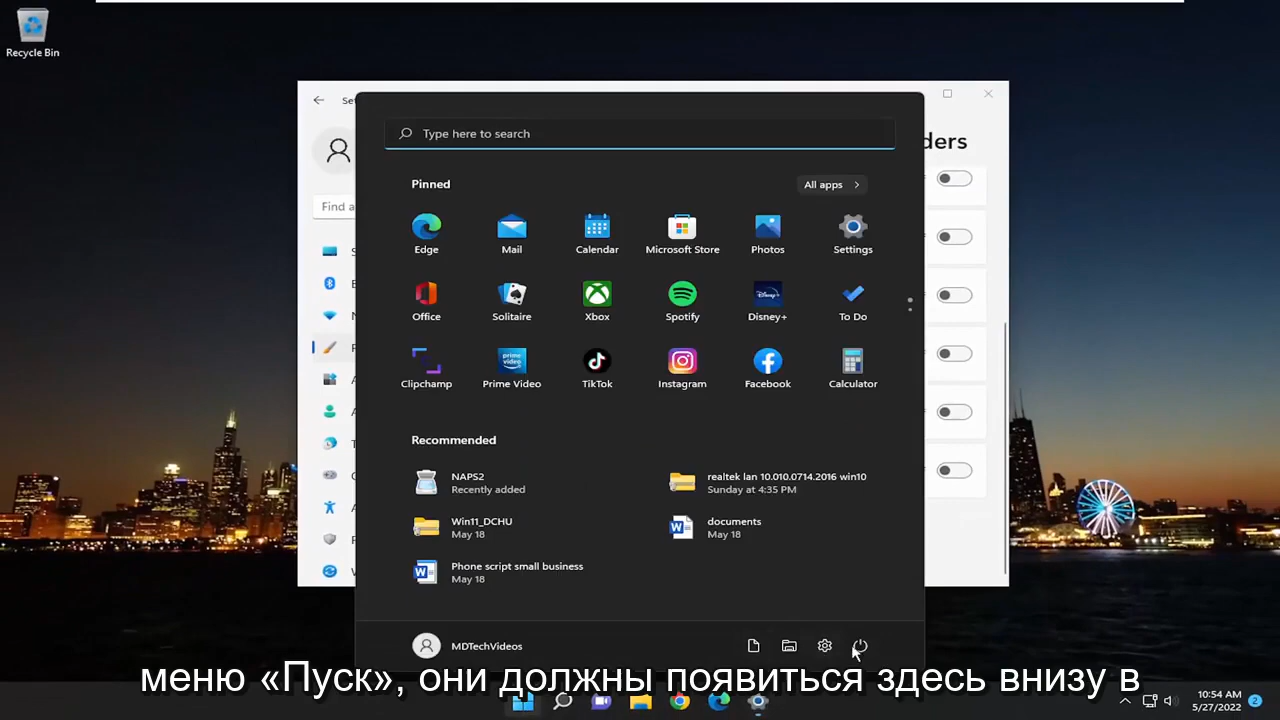 Recycle Bin
Se
ders
Type here to search
Find a
Pinned
All apps
Edge
Mail
Calendar
Microsoft Store
Photos
Settings
Office
Solitaire
Xbox
Spotify
Disney+
To Do
Clipchamp
Prime Video
TikTok
Instagram
Facebook
Calculator
Recommended
NAPS2
Recently added
realtek lan 10.010.0714.2016 win10
Sunday at 4:35 PM
Win11_DCHU
May 18
documents
May 18
Phone script small business
May 18
MDTechVideos
меню «Пуск», они должны появиться здесь внизу в
10:54 AM
5/27/2022
2